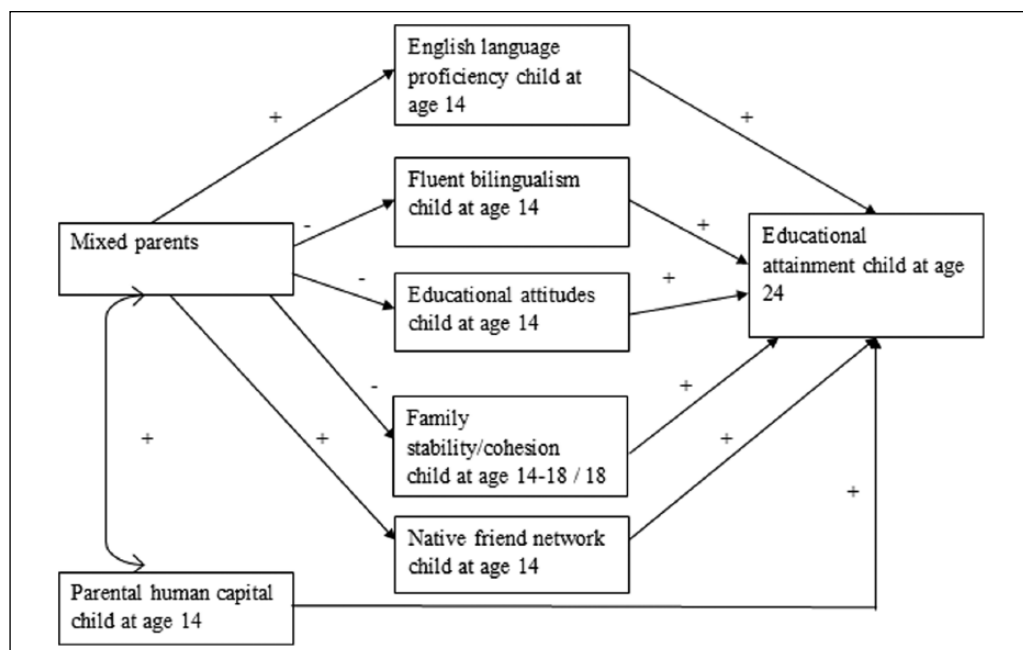 English language
proficiency child at
age 14
+
+
Fluent bilingualism
child at age 14
-
+
Mixed parents
Educational
attainment child at age
24
-
+
Educational attitudes
child at age 14
-
+
Family
stability/cohesion
child at age 14-18 / 18
+
+
+
+
Native friend network
child at age 14
Parental human capital
child at age 14